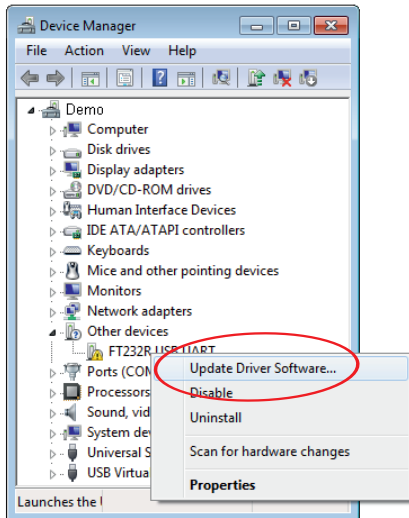 Device Manager
File Action View Help
Demo
Computer
Disk drives
Display adapters
DVD/CD-ROM drives
Human Interface Devices
IDE ATA/ATAPI controllers
Keyboards
Mice and other pointing devices
Monitors
Network adapters
Other devices
FT232R USB UART
Ports (COM
Update Driver Software...
Processors
Disable
Sound, vid
Uninstall
System dev
Universal S
Scan for hardware changes
USB Virtua
Properties
Launches the